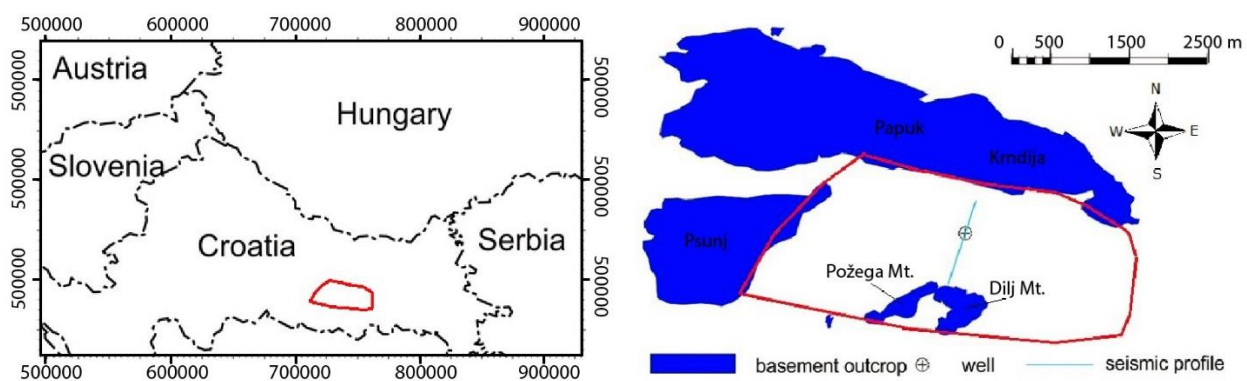 500000 600000 700000 800000 900000
Austria
Hungary
Slovenia
Croatia
Serbia
500000
500000
500000
500000
500000
500000
500000 600000 700000 800000 900000
0 500 1500 2500 m
N
W E
S
Papuk
Krndija
Psunj
Požega Mt.
Dilj Mt.
basement outcrop well seismic profile